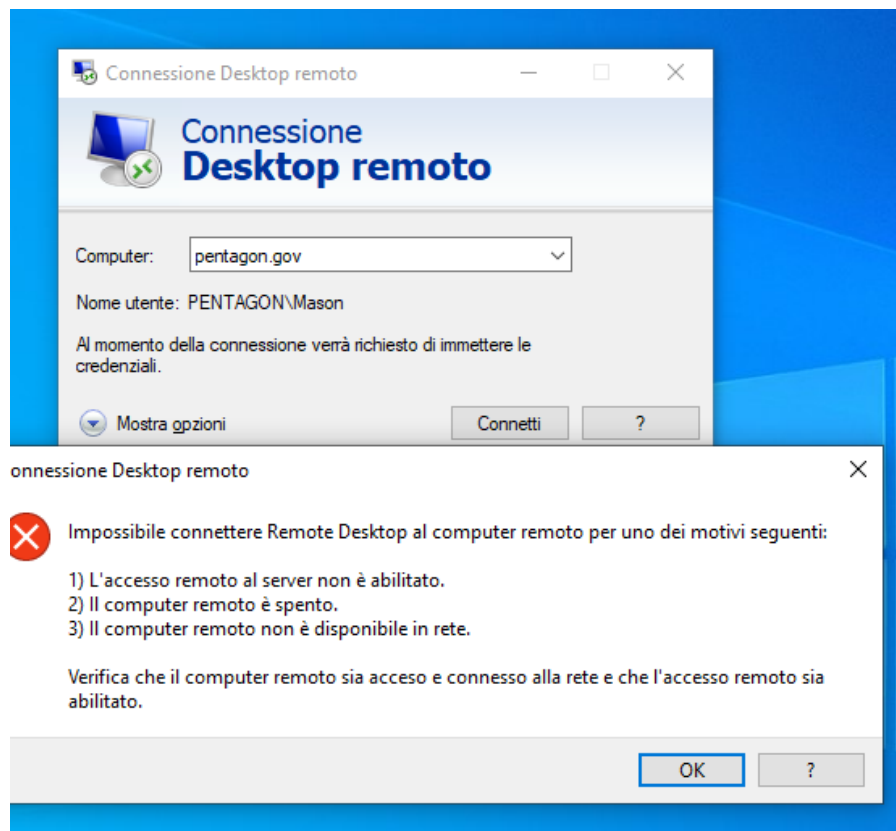 Connessione Desktop remoto
Connessione
Desktop remoto
Computer:
pentagon.gov
Nome utente: PENTAGON\Mason
Al momento della connessione verrà richiesto di immettere le
credenziali.
Mostra opzioni
Connetti
?
onnessione Desktop remoto
Impossibile connettere Remote Desktop al computer remoto per uno dei motivi seguenti:
1) L'accesso remoto al server non è abilitato.
2) Il computer remoto è spento.
3) Il computer remoto non è disponibile in rete.
Verifica che il computer remoto sia acceso e connesso alla rete e che l'accesso remoto sia
abilitato.
OK
?